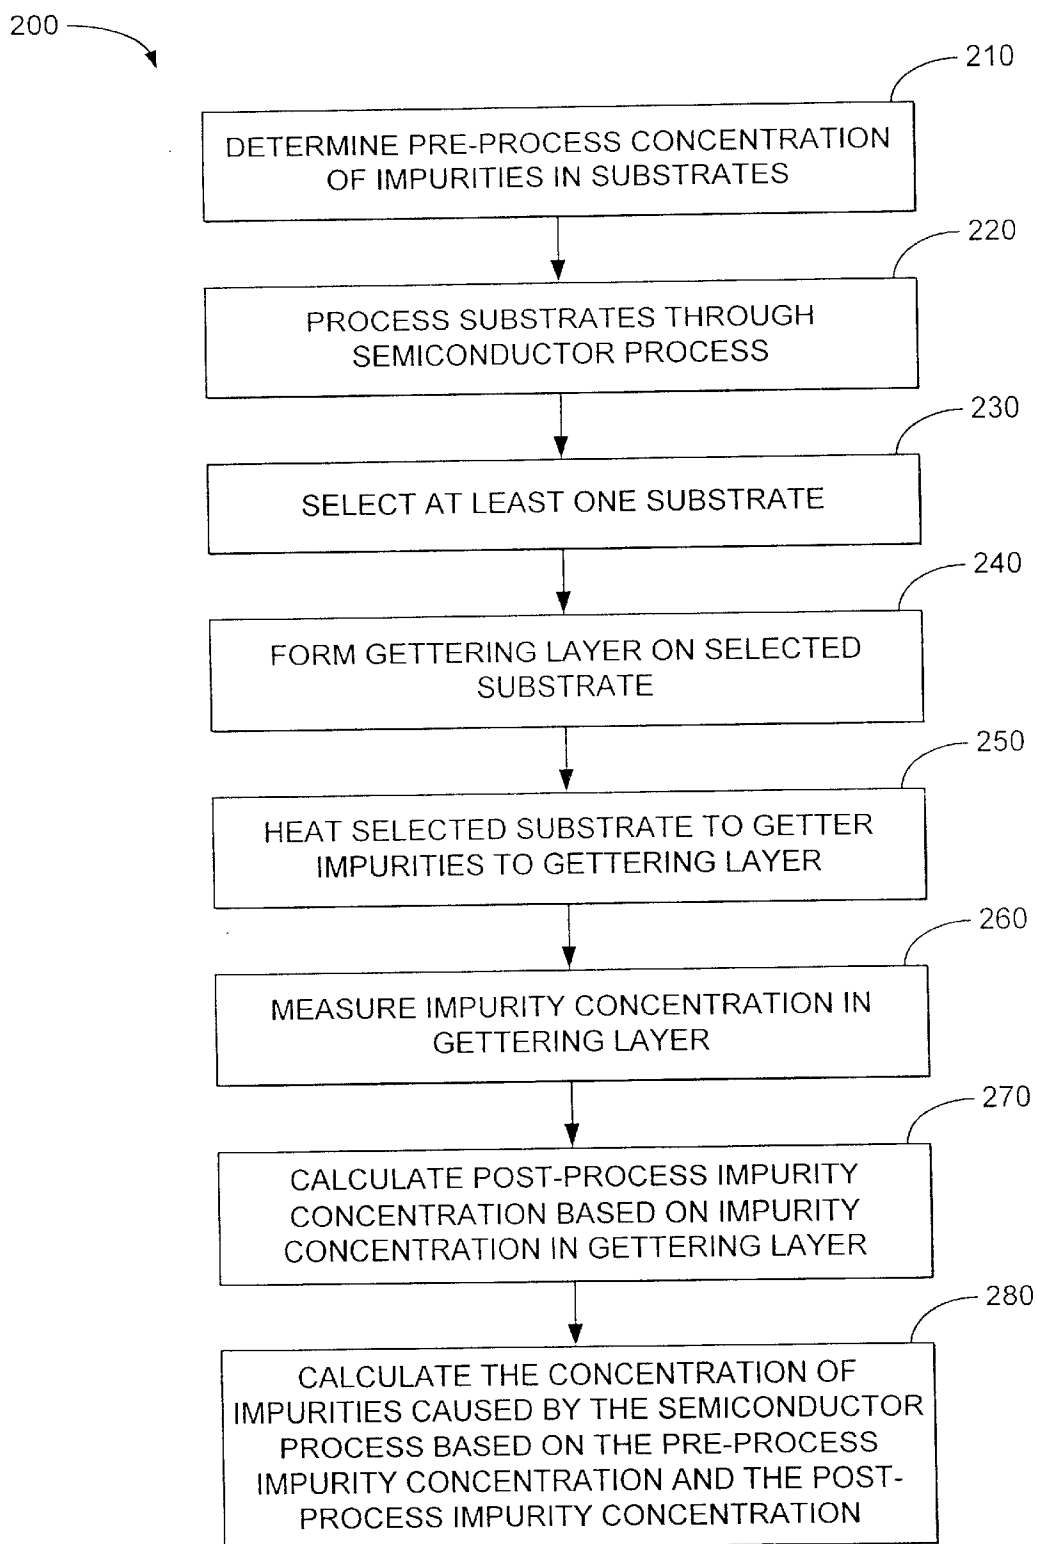 200
210
DETERMINE PRE-PROCESS CONCENTRATION
OF IMPURITIES IN SUBSTRATES
220
PROCESS SUBSTRATES THROUGH
SEMICONDUCTOR PROCESS
230
SELECT AT LEAST ONE SUBSTRATE
240
FORM GETTERING LAYER ON SELECTED
SUBSTRATE
250
HEAT SELECTED SUBSTRATE TO GETTER
IMPURITIES TO GETTERING LAYER
260
MEASURE IMPURITY CONCENTRATION IN
GETTERING LAYER
270
CALCULATE POST-PROCESS IMPURITY
CONCENTRATION BASED ON IMPURITY
CONCENTRATION IN GETTERING LAYER
280
CALCULATE THE CONCENTRATION OF
IMPURITIES CAUSED BY THE SEMICONDUCTOR
PROCESS BASED ON THE PRE-PROCESS
IMPURITY CONCENTRATION AND THE POST-
PROCESS IMPURITY CONCENTRATION